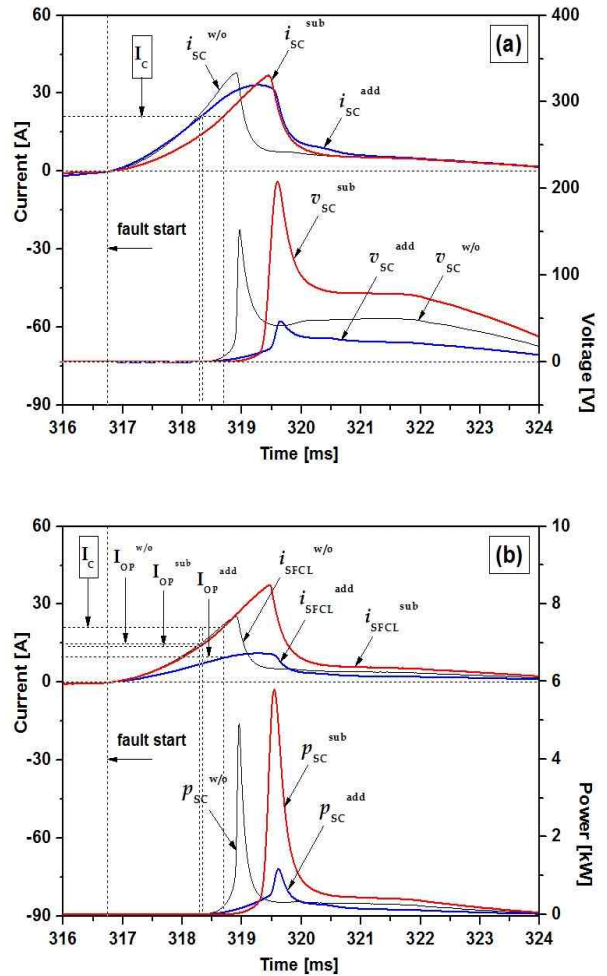 60
30
0
-30
-60
-90
Current [A]
400
300
200
100
0
Voltage [V]
(a)
I_C
i_SC^w/o
i_SC^sub
i_SC^add
fault start
v_SC^sub
v_SC^add
v_SC^w/o
316 317 318 319 320 321 322 323 324
Time [ms]
60
30
0
-30
-60
-90
Current [A]
10
8
6
4
2
0
Power [kW]
(b)
I_C
I_OP^w/o
I_OP^sub
I_OP^add
i_SFCL^w/o
i_SFCL^add
i_SFCL^sub
fault start
p_SC^w/o
p_SC^sub
p_SC^add
316 317 318 319 320 321 322 323 324
Time [ms]